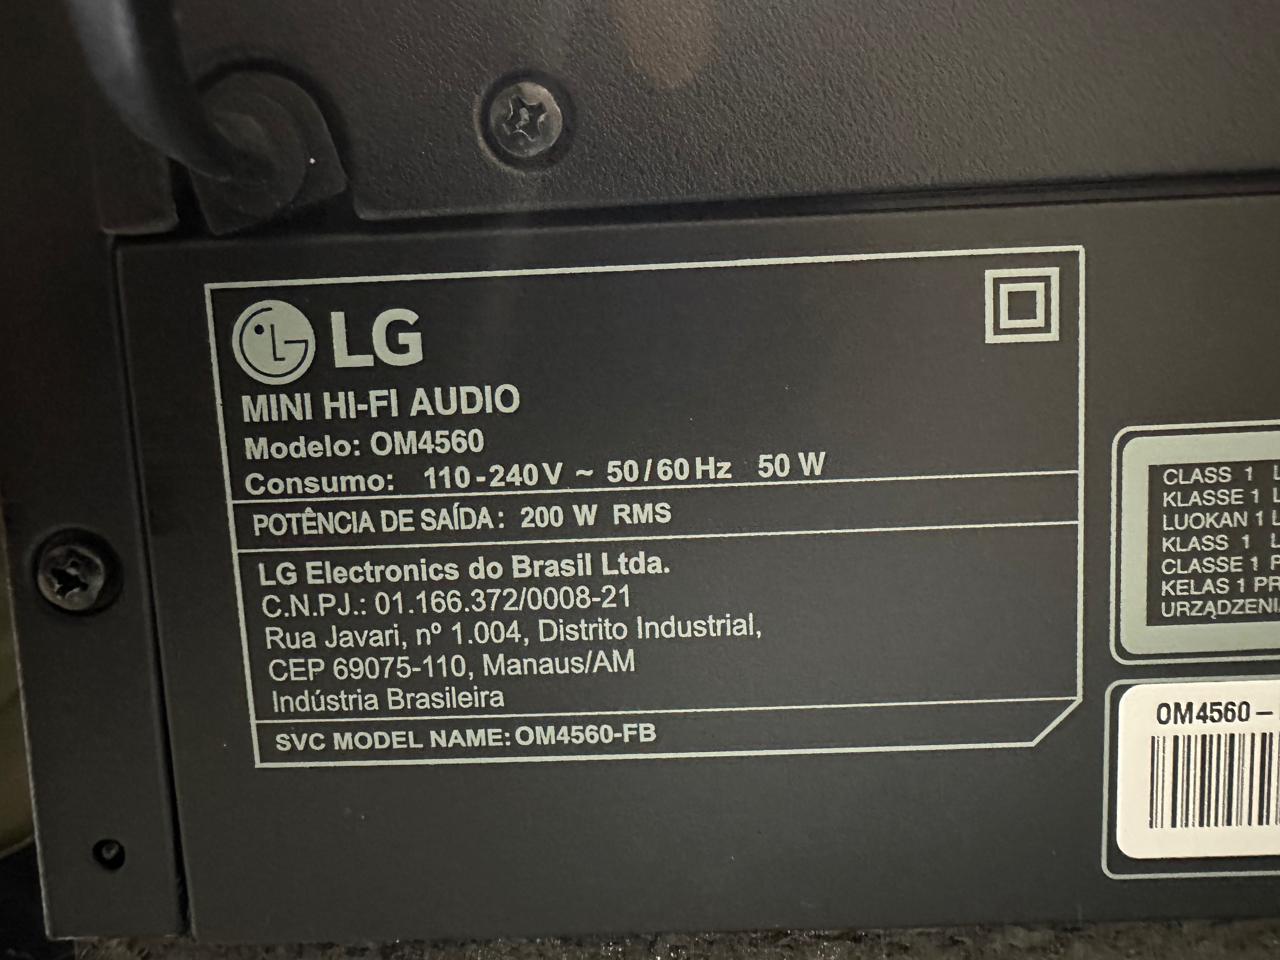 LG
MINI HI-FI AUDIO
Modelo: OM4560
Consumo: 110-240V ~ 50/60Hz 50 W
POTÊNCIA DE SAÍDA: 200 W RMS
LG Electronics do Brasil Ltda.
C.N.PJ.: 01.166.372/0008-21
Rua Javari, nº 1.004, Distrito Industrial,
CEP 69075-110, Manaus/AM
Indústria Brasileira
SVC MODEL NAME: OM4560-FB
CLASS 1
KLASSE 1
LUOKAN 1
KLASS 1
CLASSE 1
KELAS 1
OM4560-